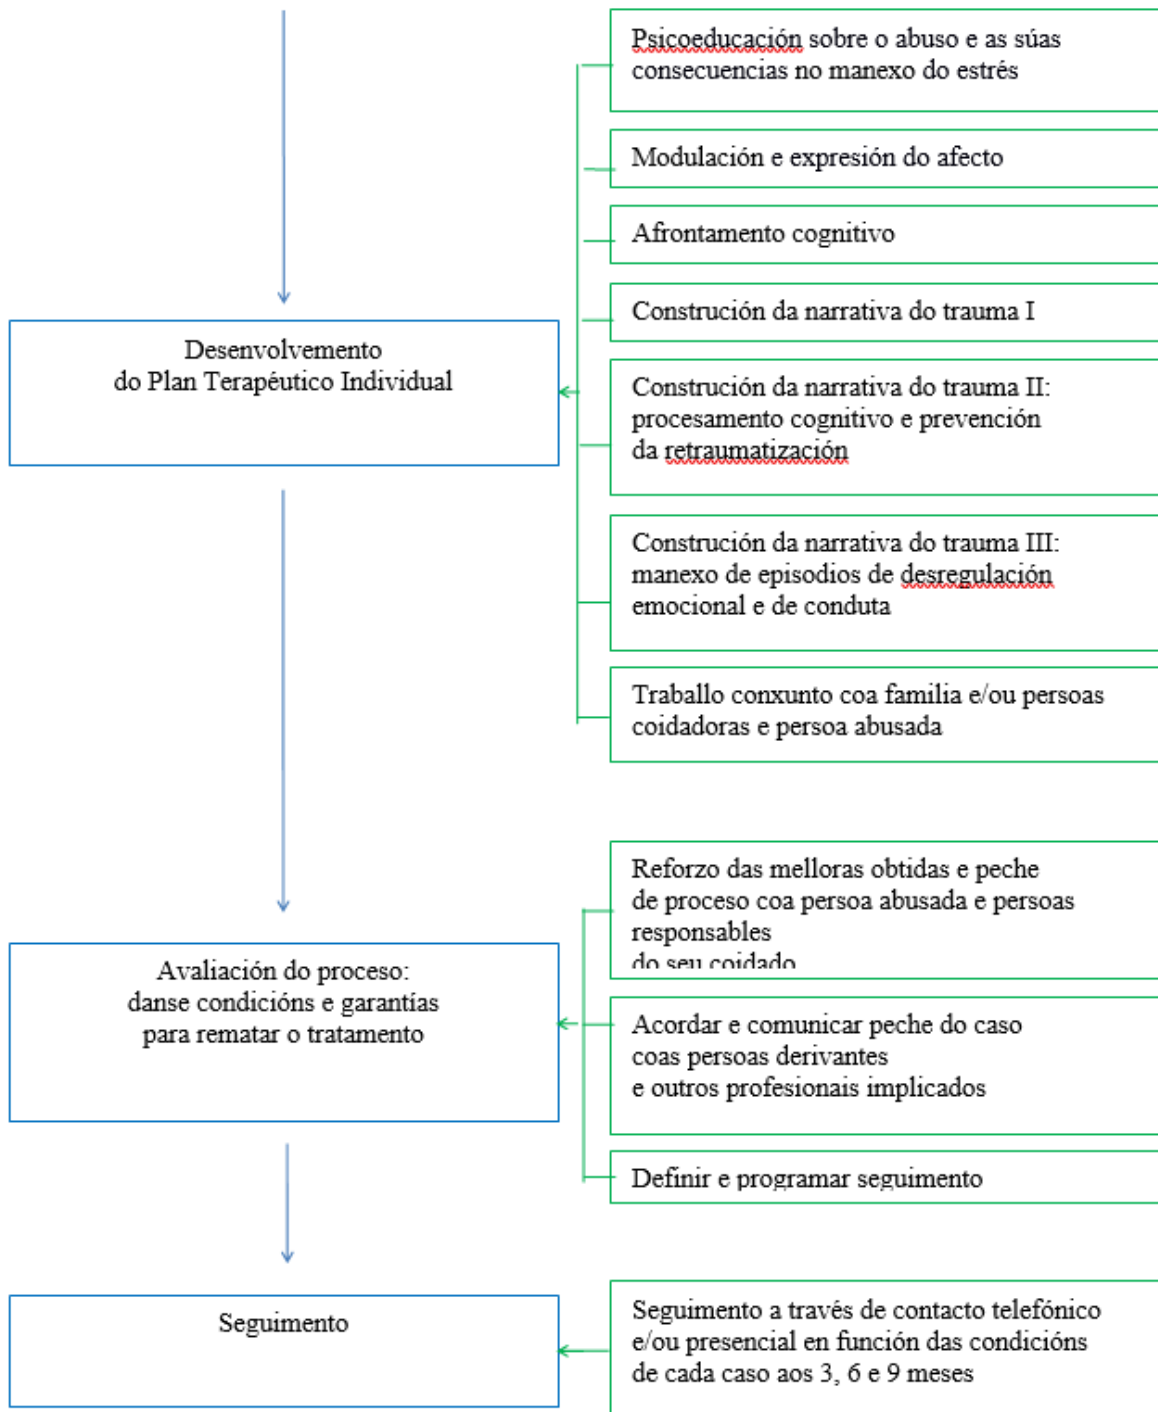 Psicoeducación sobre o abuso e as súas
consecuencias no manexo do estrés
Modulación e expresión do afecto
Afrontamento cognitivo
Construción da narrativa do trauma I
Desenvolvemento
do Plan Terapéutico Individual
Construción da narrativa do trauma II:
procesamento cognitivo e prevención
da retraumatización
Construción da narrativa do trauma III:
manexo de episodios de desregulación
emocional e de conduta
Traballo conxunto coa familia e/ou persoas
coidadoras e persoa abusada
Reforzo das melloras obtidas e peche
de proceso coa persoa abusada e persoas
responsables
do seu coidado
Avaliación do proceso:
danse condicións e garantías
para rematar o tratamento
Acordar e comunicar peche do caso
coas persoas derivantes
e outros profesionais implicados
Definir e programar seguimento
Seguimento
Seguimento a través de contacto telefónico
e/ou presencial en función das condicións
de cada caso aos 3, 6 e 9 meses